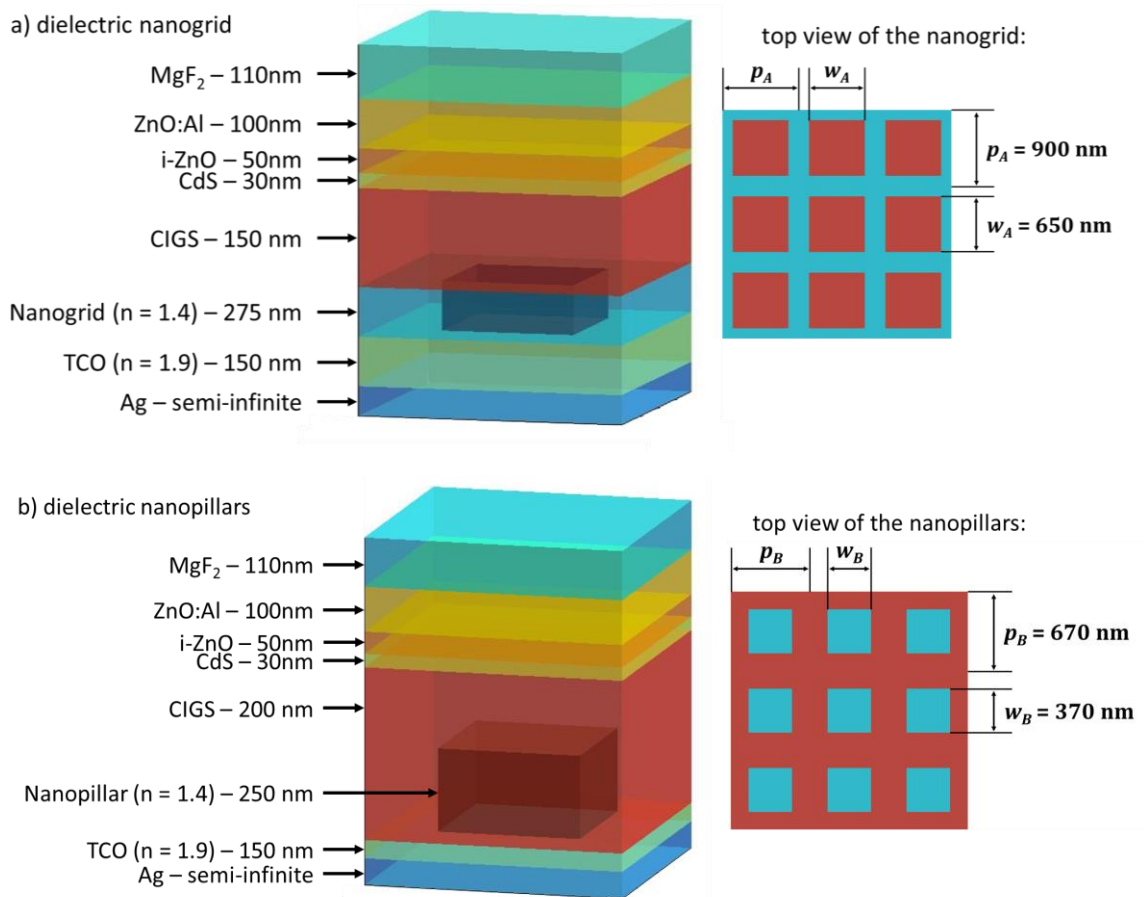 a) dielectric nanogrid
MgF₂ – 110nm
ZnO:Al – 100nm
i-ZnO – 50nm
CdS – 30nm
CIGS – 150 nm
Nanogrid (n = 1.4) – 275 nm
TCO (n = 1.9) – 150 nm
Ag – semi-infinite
top view of the nanogrid:
p_A w_A
p_A = 900 nm
w_A = 650 nm
b) dielectric nanopillars
MgF₂ – 110nm
ZnO:Al – 100nm
i-ZnO – 50nm
CdS – 30nm
CIGS – 200 nm
Nanopillar (n = 1.4) – 250 nm
TCO (n = 1.9) – 150 nm
Ag – semi-infinite
top view of the nanopillars:
p_B w_B
p_B = 670 nm
w_B = 370 nm